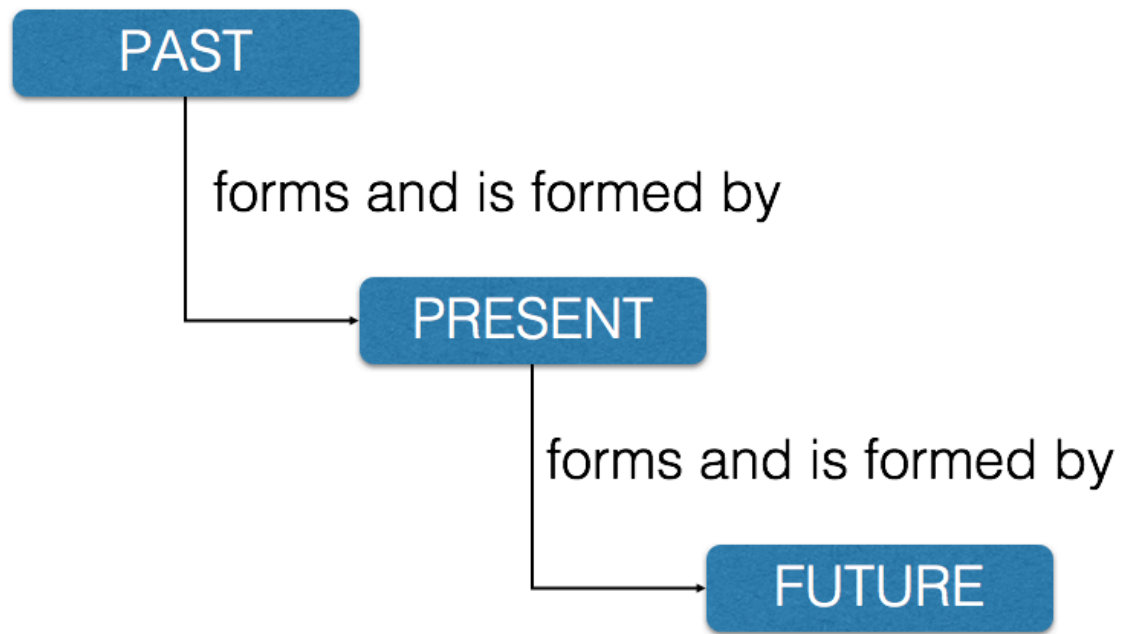 PAST
forms and is formed by
PRESENT
forms and is formed by
FUTURE